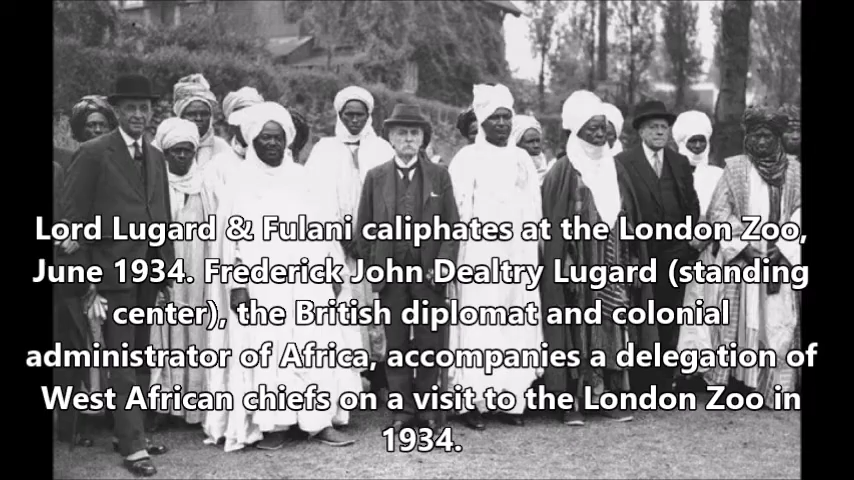 Lord Lugard & Fulani caliphates at the London Zoo,
June 1934. Frederick John Dealtry Lugard (standing
center), the British diplomat and colonial
administrator of Africa, accompanies a delegation of
West African chiefs on a visit to the London Zoo in
1934.